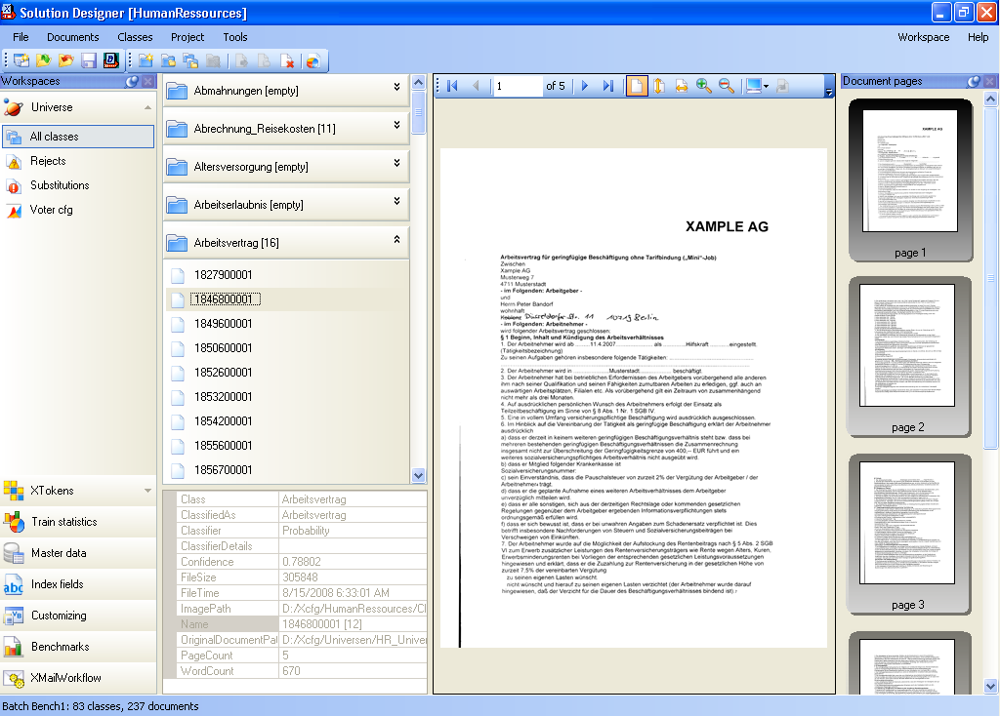 Solution Designer [HumanRessources]
File Documents Classes Project Tools Workspace Help
Workspaces
Universe
All classes
Rejects
Substitutions
Voter cfg
XTokens
Train statistics
Master data
Index fields
Customizing
Benchmarks
XMailWorkflow
Abmahnungen [empty]
Abrechnung_Reisekosten [11]
Altersversorgung [empty]
Arbeitserlaubnis [empty]
Arbeitsvertrag [16]
1827900001
1846800001
1849600001
1850600001
1852600001
1853200001
1854200001
1855600001
1856700001
Class Arbeitsvertrag
ClassifiedAs Arbeitsvertrag
Classifier Probability
ClassifierDetails
Confidence 0.78802
FileSize 305848
FileTime 8/15/2008 6:33:01 AM
ImagePath D:/Xcfg/HumanRessources/Cl
Name 1846800001 [12]
OriginalDocumentPat D:/Xcfg/Universen/HR_Univer
PageCount 5
WordCount 670
1 of 5
XAMPLE AG
Arbeitsvertrag für geringfügige Beschäftigung ohne Tarifbindung („Mini"-Job)
Zwischen
Xample AG
Musterweg 7
4711 Musterstadt
- im Folgenden: Arbeitgeber -
und
Herrn Peter Bandorf
wohnhaft
Koblenz Düsseldorfer Str. 11 10719 Berlin
- im Folgenden: Arbeitnehmer -
wird folgender Arbeitsvertrag geschlossen:
§ 1 Beginn, Inhalt und Kündigung des Arbeitsverhältnisses
1. Der Arbeitnehmer wird ab ........11.4.2007....................als ............Hilfskraft ...........eingestellt.
(Tätigkeitsbezeichnung)
Zu seinen Aufgaben gehören insbesondere folgende Tätigkeiten: ......................................
2. Der Arbeitnehmer wird in ......................Musterstadt.................... beschäftigt.
3. Der Arbeitnehmer hat bei betrieblichen Erfordernissen des Arbeitgebers vorübergehend alle anderen
ihm nach seiner Qualifikation und seinen Fähigkeiten zumutbaren Arbeiten zu erledigen, ggf. auch an
auswärtigen Arbeitsplätzen, Filialen etc. Als vorübergehend gilt ein Zeitraum von zusammenhängend
nicht mehr als drei Monaten.
4. Auf ausdrücklichen persönlichen Wunsch des Arbeitnehmers erfolgt der Einsatz als
Teilzeitbeschäftigung im Sinne von § 8 Abs. 1 Nr. 1 SGB IV.
5. Eine in vollem Umfang versicherungspflichtige Beschäftigung wird ausdrücklich ausgeschlossen.
6. Im Hinblick auf die Vereinbarung der Tätigkeit als geringfügige Beschäftigung erklärt der Arbeitnehmer
ausdrücklich
a) dass er derzeit in keinem weiteren geringfügigen Beschäftigungsverhältnis steht bzw. dass bei
mehreren bestehenden geringfügigen Beschäftigungsverhältnissen die Zusammenrechnung
insgesamt nicht zur Überschreitung der Geringfügigkeitsgrenze von 400,-- EUR führt und ein
weiteres sozialversicherungspflichtiges Arbeitsverhältnis nicht ausgeübt wird.
b) dass er Mitglied folgender Krankenkasse ist
Sozialversicherungsnummer
c) sein Einverständnis, dass die Pauschalsteuer von zurzeit 2% der Vergütung der Arbeitgeber / der
Arbeitnehmer trägt.
d) dass er die geplante Aufnahme eines weiteren Arbeitsverhältnisses dem Arbeitgeber
unverzüglich mitteilen wird.
e) dass er alle sonstigen, sich aus der derzeitigen Rechtslage oder kommenden gesetzlichen
Regelungen gegenüber dem Arbeitgeber ergebenden Informationsverpflichtungen stets
ordnungsgemäß erfüllen wird.
f) dass er sich bewusst ist, dass er bei unwahren Angaben zum Schadenersatz verpflichtet ist. Dies
betrifft insbesondere Nachforderungen von Steuern und Sozialversicherungsbeiträgen bei
Verschweigen von Einkünften.
7. Der Arbeitnehmer wurde auf die Möglichkeit der Aufstockung des Rentenbeitrags nach § 5 Abs. 2 SGB
VI zum Erwerb zusätzlicher Leistungen des Rentenversicherungsträgers wie Rente wegen Alters, Kuren,
Erwerbsminderungsrenten bei Vorliegen der entsprechenden gesetzlichen Leistungsvoraussetzungen
hingewiesen und erklärt, dass er die Zuzahlung zur Rentenversicherung in der gesetzlichen Höhe von
zurzeit 7,5% der vereinbarten Vergütung
zu seinen eigenen Lasten wünscht.
nicht wünscht und hierauf zu seinen eigenen Lasten verzichtet (der Arbeitnehmer wurde darauf
hingewiesen, daß der Verzicht für die Dauer des Beschäftigungsverhältnisses bindend ist).
Document pages
XAMPLE AG
page 1
page 2
page 3
Batch Bench1: 83 classes, 237 documents